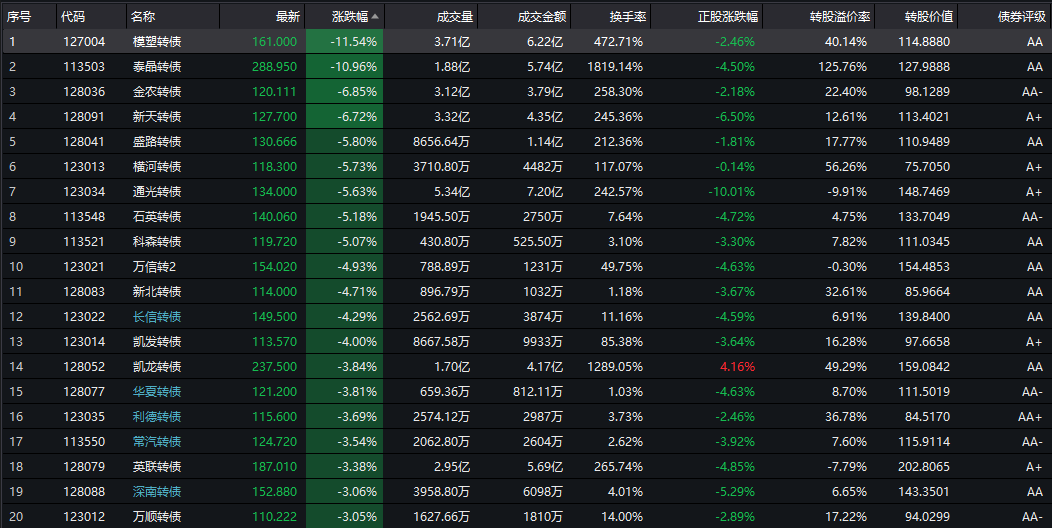 序号 代码 名称 最新 涨跌幅 成交量 成交金额 换手率 正股涨跌幅 转股溢价率 转股价值 债券评级
1 127004 模塑转债 161.000 -11.54% 3.71亿 6.22亿 472.71% -2.46% 40.14% 114.8880 AA
2 113503 泰晶转债 288.950 -10.96% 1.88亿 5.74亿 1819.14% -4.50% 125.76% 127.9888 AA
3 128036 金农转债 120.111 -6.85% 3.12亿 3.79亿 258.30% -2.18% 22.40% 98.1289 AA-
4 128091 新天转债 127.700 -6.72% 3.32亿 4.35亿 245.36% -6.50% 12.61% 113.4021 A+
5 128041 盛路转债 130.666 -5.80% 8656.64万 1.14亿 212.36% -1.81% 17.77% 110.9489 AA
6 123013 横河转债 118.300 -5.73% 3710.80万 4482万 117.07% -0.14% 56.26% 75.7050 A+
7 123034 通光转债 134.000 -5.63% 5.34亿 7.20亿 242.57% -10.01% -9.91% 148.7469 A+
8 113548 石英转债 140.060 -5.18% 1945.50万 2750万 7.64% -4.72% 4.75% 133.7049 AA-
9 113521 科森转债 119.720 -5.07% 430.80万 525.50万 3.10% -3.30% 7.82% 111.0345 AA
10 123021 万信转2 154.020 -4.93% 788.89万 1231万 49.75% -4.63% -0.30% 154.4853 AA
11 128083 新北转债 114.000 -4.71% 896.79万 1032万 1.18% -3.67% 32.61% 85.9664 AA
12 123022 长信转债 149.500 -4.29% 2562.69万 3874万 11.16% -4.59% 6.91% 139.8400 AA
13 123014 凯发转债 113.570 -4.00% 8667.58万 9933万 85.38% -3.64% 16.28% 97.6658 A+
14 128052 凯龙转债 237.500 -3.84% 1.70亿 4.17亿 1289.05% 4.16% 49.29% 159.0842 AA
15 128077 华夏转债 121.200 -3.81% 659.36万 812.11万 1.03% -4.63% 8.70% 111.5019 AA-
16 123035 利德转债 115.600 -3.69% 2574.12万 2987万 3.73% -2.46% 36.78% 84.5170 AA+
17 113550 常汽转债 124.720 -3.54% 2062.80万 2604万 2.62% -3.92% 7.60% 115.9114 AA-
18 128079 英联转债 187.010 -3.38% 2.95亿 5.69亿 265.74% -4.85% -7.79% 202.8065 A+
19 128088 深南转债 152.880 -3.06% 3958.80万 6098万 4.01% -5.29% 6.65% 143.3501 AA
20 123012 万顺转债 110.222 -3.05% 1627.66万 1810万 14.00% -2.89% 17.22% 94.0299 AA-